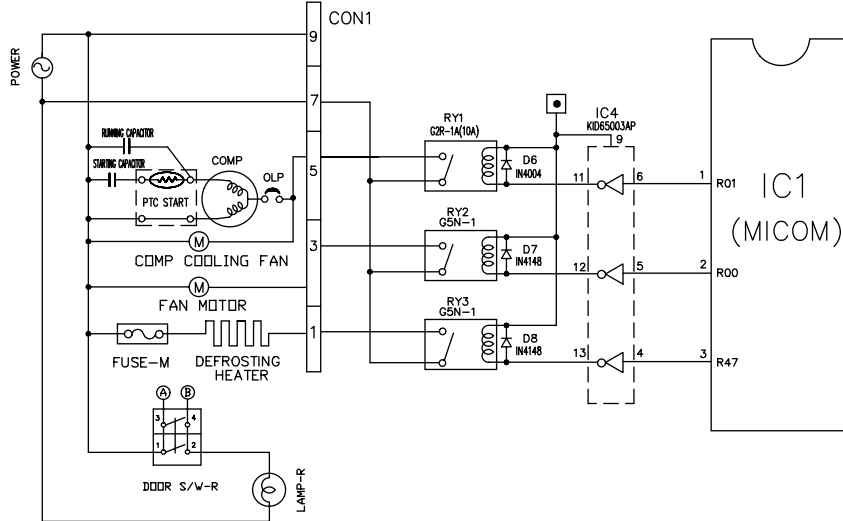 CON1
9
POWER
7
RY1
G2R-1A(10A)
IC4
KID65003AP
9
RUNNING CAPACITOR
STARTING CAPACITOR
COMP
OLP
5
D6
IN4004
11
6
1
R01
IC1
(MICOM)
PTC START
M
COMP COOLING FAN
3
RY2
G5N-1
D7
IN4148
12
5
2
R00
M
FAN MOTOR
RY3
G5N-1
1
D8
IN4148
13
4
3
R47
FUSE-M
DEFROSTING
HEATER
A
B
3
4
1
2
DOOR S/W-R
LAMP-R